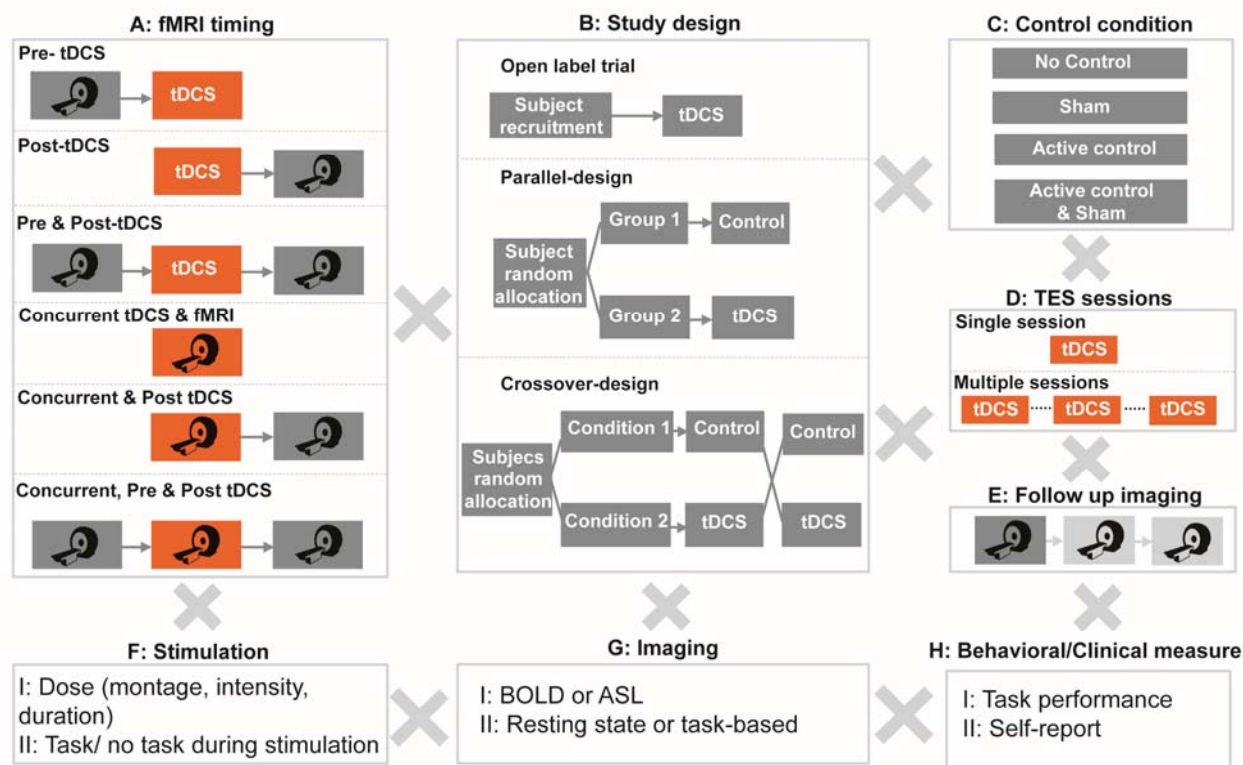 A: fMRI timing
Pre- tDCS
tDCS
Post-tDCS
tDCS
Pre & Post-tDCS
tDCS
Concurrent tDCS & fMRI
Concurrent & Post tDCS
Concurrent, Pre & Post tDCS
B: Study design
Open label trial
Subject
recruitment
tDCS
Parallel-design
Subject
random
allocation
Group 1
Control
Group 2
tDCS
Crossover-design
Subjecs
random
allocation
Condition 1
Control
Control
Condition 2
tDCS
tDCS
C: Control condition
No Control
Sham
Active control
Active control
& Sham
D: TES sessions
Single session
tDCS
Multiple sessions
tDCS ..... tDCS ..... tDCS
E: Follow up imaging
F: Stimulation
I: Dose (montage, intensity,
duration)
II: Task/ no task during stimulation
G: Imaging
I: BOLD or ASL
II: Resting state or task-based
H: Behavioral/Clinical measure
I: Task performance
II: Self-report